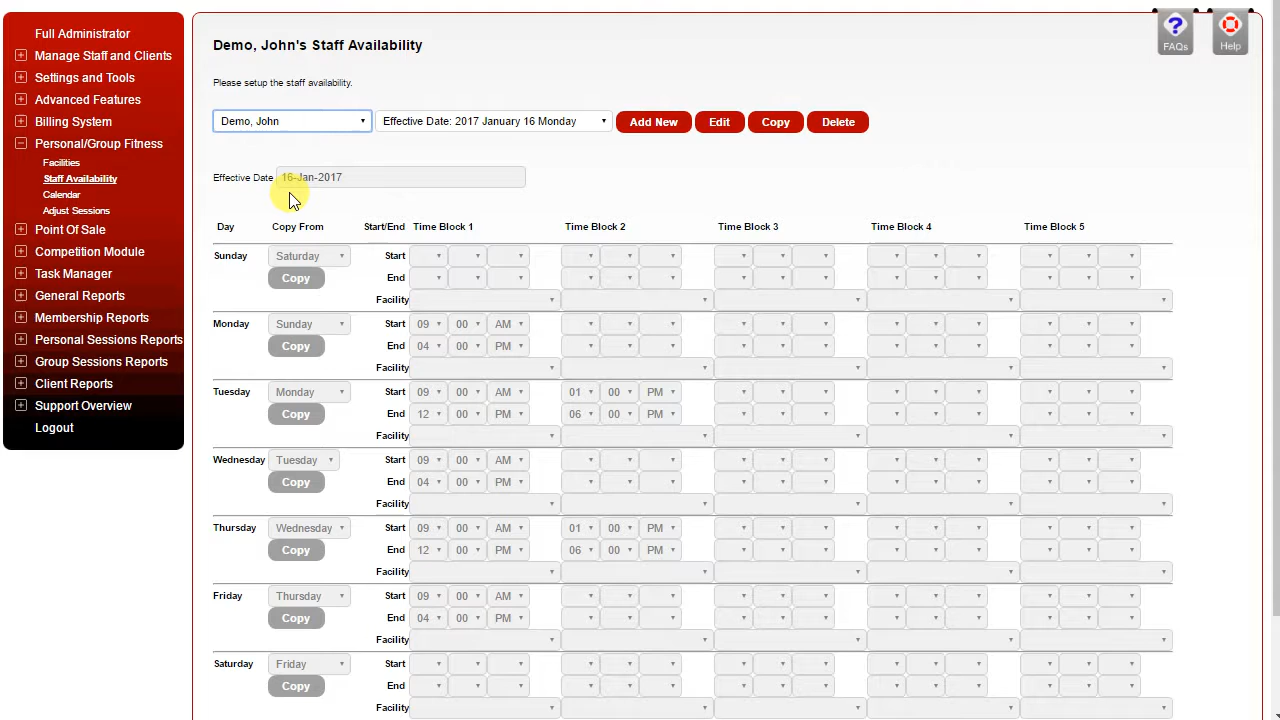 Full Administrator
Manage Staff and Clients
Settings and Tools
Advanced Features
Billing System
Personal/Group Fitness
Facilities
Staff Availability
Calendar
Adjust Sessions
Point Of Sale
Competition Module
Task Manager
General Reports
Membership Reports
Personal Sessions Reports
Group Sessions Reports
Client Reports
Support Overview
Logout
FAQs Help
Demo, John's Staff Availability
Please setup the staff availability.
Demo, John Effective Date: 2017 January 16 Monday Add New Edit Copy Delete
Effective Date 16-Jan-2017
Day Copy From Start/End Time Block 1 Time Block 2 Time Block 3 Time Block 4 Time Block 5
Sunday Saturday Start
Copy End
Facility
Monday Sunday Start 09 00 AM
Copy End 04 00 PM
Facility
Tuesday Monday Start 09 00 AM 01 00 PM
Copy End 12 00 PM 06 00 PM
Facility
Wednesday Tuesday Start 09 00 AM
Copy End 04 00 PM
Facility
Thursday Wednesday Start 09 00 AM 01 00 PM
Copy End 12 00 PM 06 00 PM
Facility
Friday Thursday Start 09 00 AM
Copy End 04 00 PM
Facility
Saturday Friday Start
Copy End
Facility